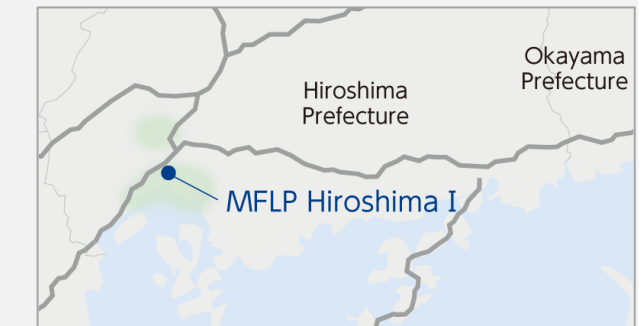 Okayama
Prefecture
Hiroshima
Prefecture
MFLP Hiroshima I